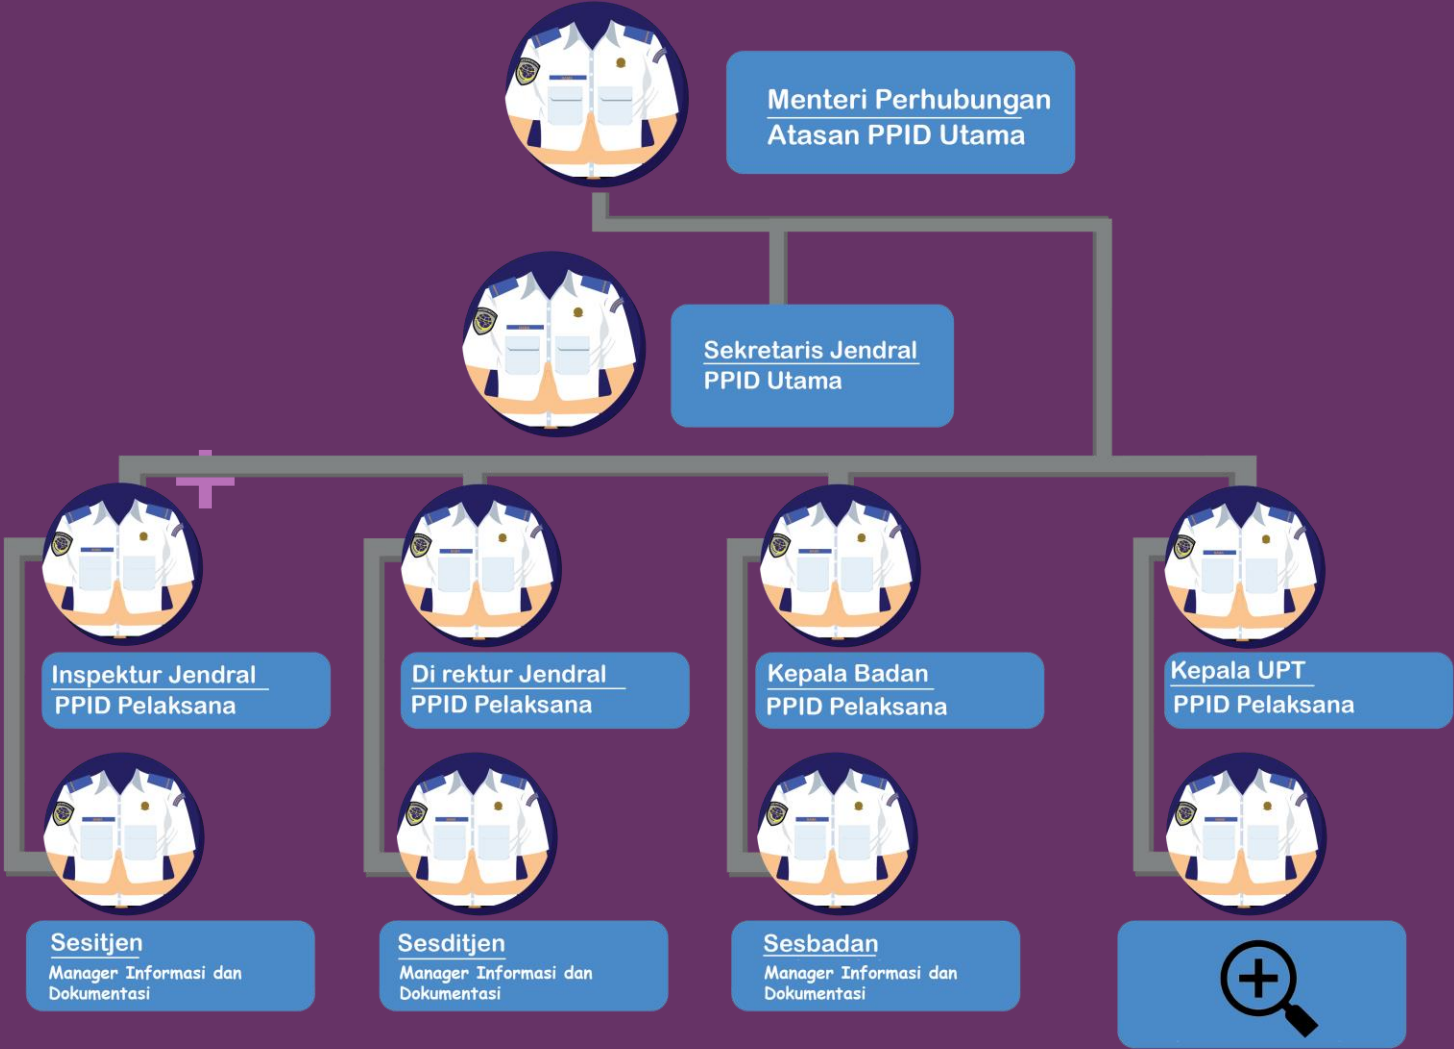 Menteri Perhubungan
Atasan PPID Utama
Sekretaris Jendral
PPID Utama
Inspektur Jendral
PPID Pelaksana
Di rektur Jendral
PPID Pelaksana
Kepala Badan
PPID Pelaksana
Kepala UPT
PPID Pelaksana
Sesitjen
Manager Informasi dan
Dokumentasi
Sesditjen
Manager Informasi dan
Dokumentasi
Sesbadan
Manager Informasi dan
Dokumentasi